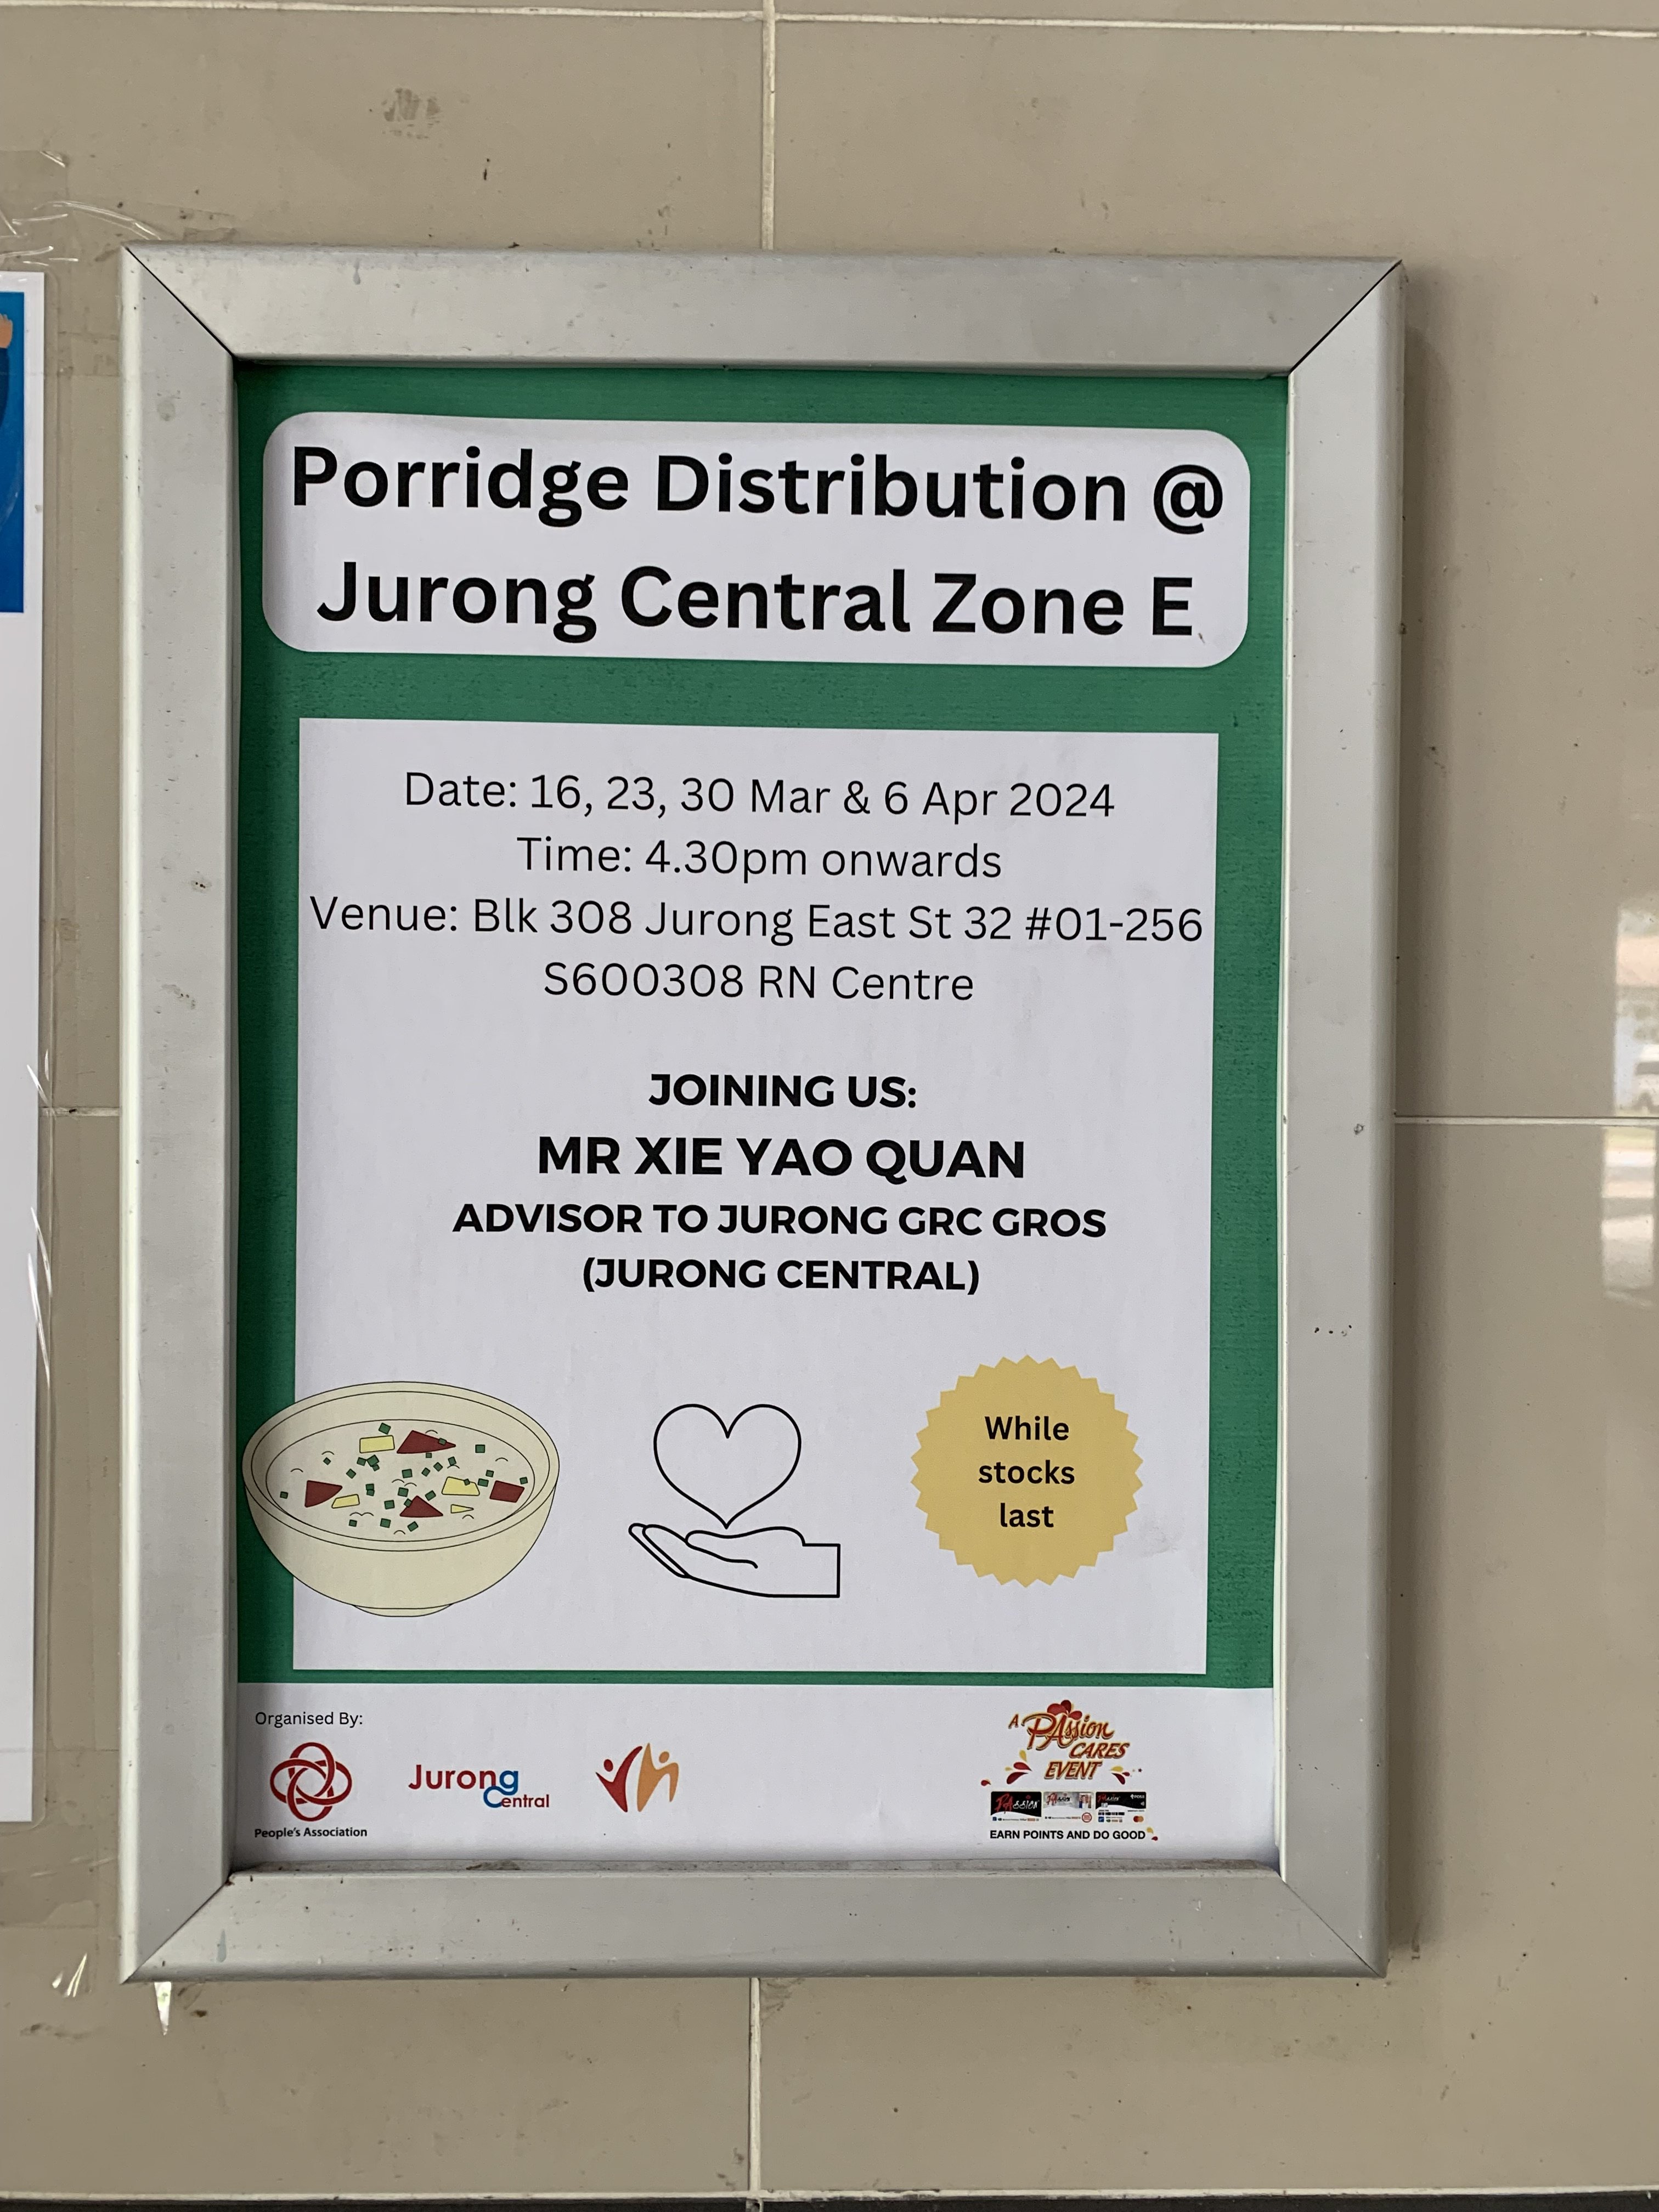 Porridge Distribution @
Jurong Central Zone E
Date: 16, 23, 30 Mar & 6 Apr 2024
Time: 4.30pm onwards
Venue: Blk 308 Jurong East St 32 #01-256
S600308 RN Centre
JOINING US:
MR XIE YAO QUAN
ADVISOR TO JURONG GRC GROS
(JURONG CENTRAL)
While
stocks
last
Organised By:
People's Association
Jurong
Central
A PAssion
CARES
EVENT
PAssion
EARN POINTS AND DO GOOD